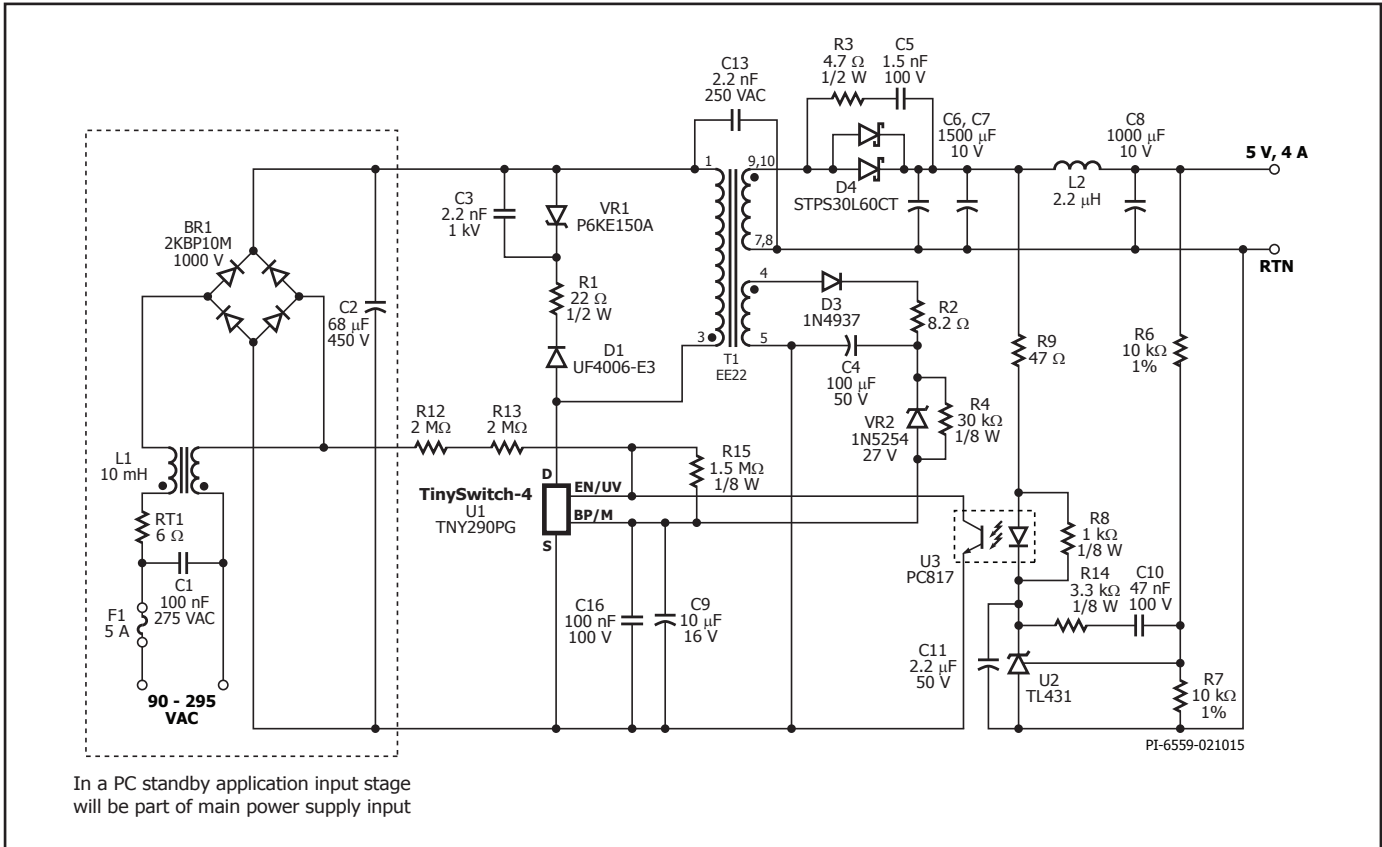 C13
2.2 nF
250 VAC
R3
4.7 Ω
1/2 W
C5
1.5 nF
100 V
C6, C7
1500 µF
10 V
C8
1000 µF
10 V
5 V, 4 A
L2
2.2 µH
RTN
D4
STPS30L60CT
1
9,10
7,8
3
4
5
T1
EE22
C3
2.2 nF
1 kV
VR1
P6KE150A
BR1
2KBP10M
1000 V
R1
22 Ω
1/2 W
C2
68 µF
450 V
D1
UF4006-E3
D3
1N4937
R2
8.2 Ω
C4
100 µF
50 V
R9
47 Ω
R6
10 kΩ
1%
VR2
1N5254
27 V
R4
30 kΩ
1/8 W
R12
2 MΩ
R13
2 MΩ
R15
1.5 MΩ
1/8 W
L1
10 mH
D
EN/UV
BP/M
S
TinySwitch-4
U1
TNY290PG
RT1
6 Ω
C1
100 nF
275 VAC
F1
5 A
90 - 295
VAC
C16
100 nF
100 V
C9
10 µF
16 V
U3
PC817
R8
1 kΩ
1/8 W
R14
3.3 kΩ
1/8 W
C10
47 nF
100 V
C11
2.2 µF
50 V
U2
TL431
R7
10 kΩ
1%
PI-6559-021015
In a PC standby application input stage
will be part of main power supply input